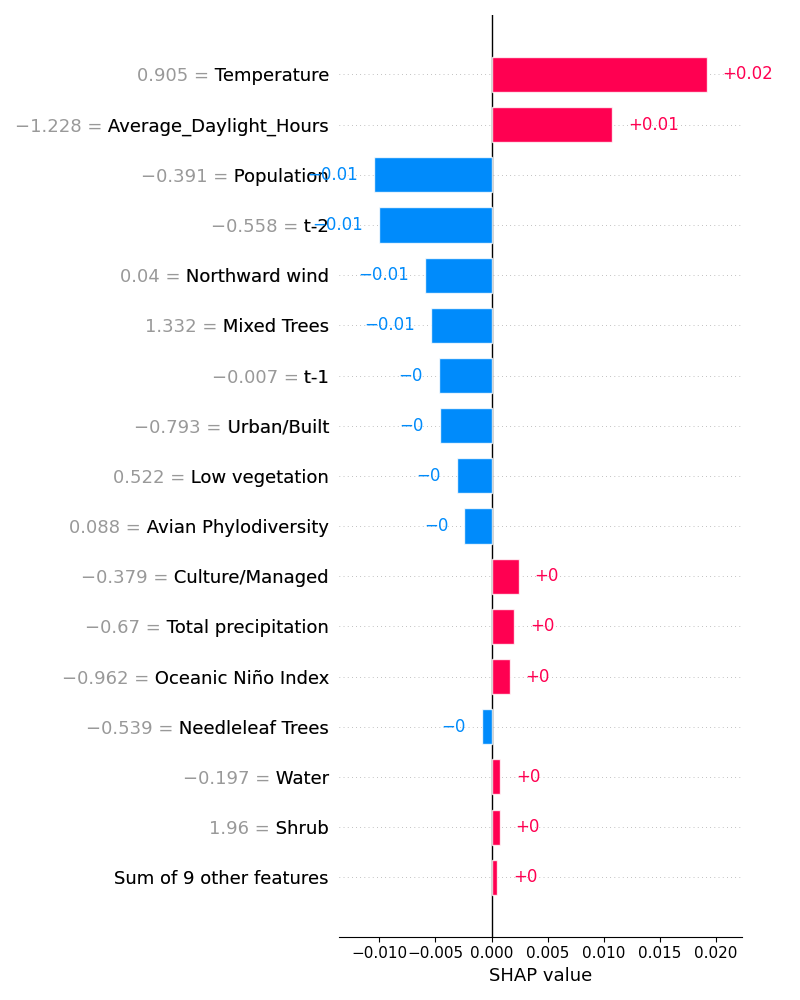 0.905 = Temperature +0.02
−1.228 = Average_Daylight_Hours +0.01
−0.391 = Population −0.01
−0.558 = t-2 −0.01
0.04 = Northward wind −0.01
1.332 = Mixed Trees −0.01
−0.007 = t-1 −0
−0.793 = Urban/Built −0
0.522 = Low vegetation −0
0.088 = Avian Phylodiversity −0
−0.379 = Culture/Managed +0
−0.67 = Total precipitation +0
−0.962 = Oceanic Niño Index +0
−0.539 = Needleleaf Trees −0
−0.197 = Water +0
1.96 = Shrub +0
Sum of 9 other features +0
−0.010 −0.005 0.000 0.005 0.010 0.015 0.020
SHAP value